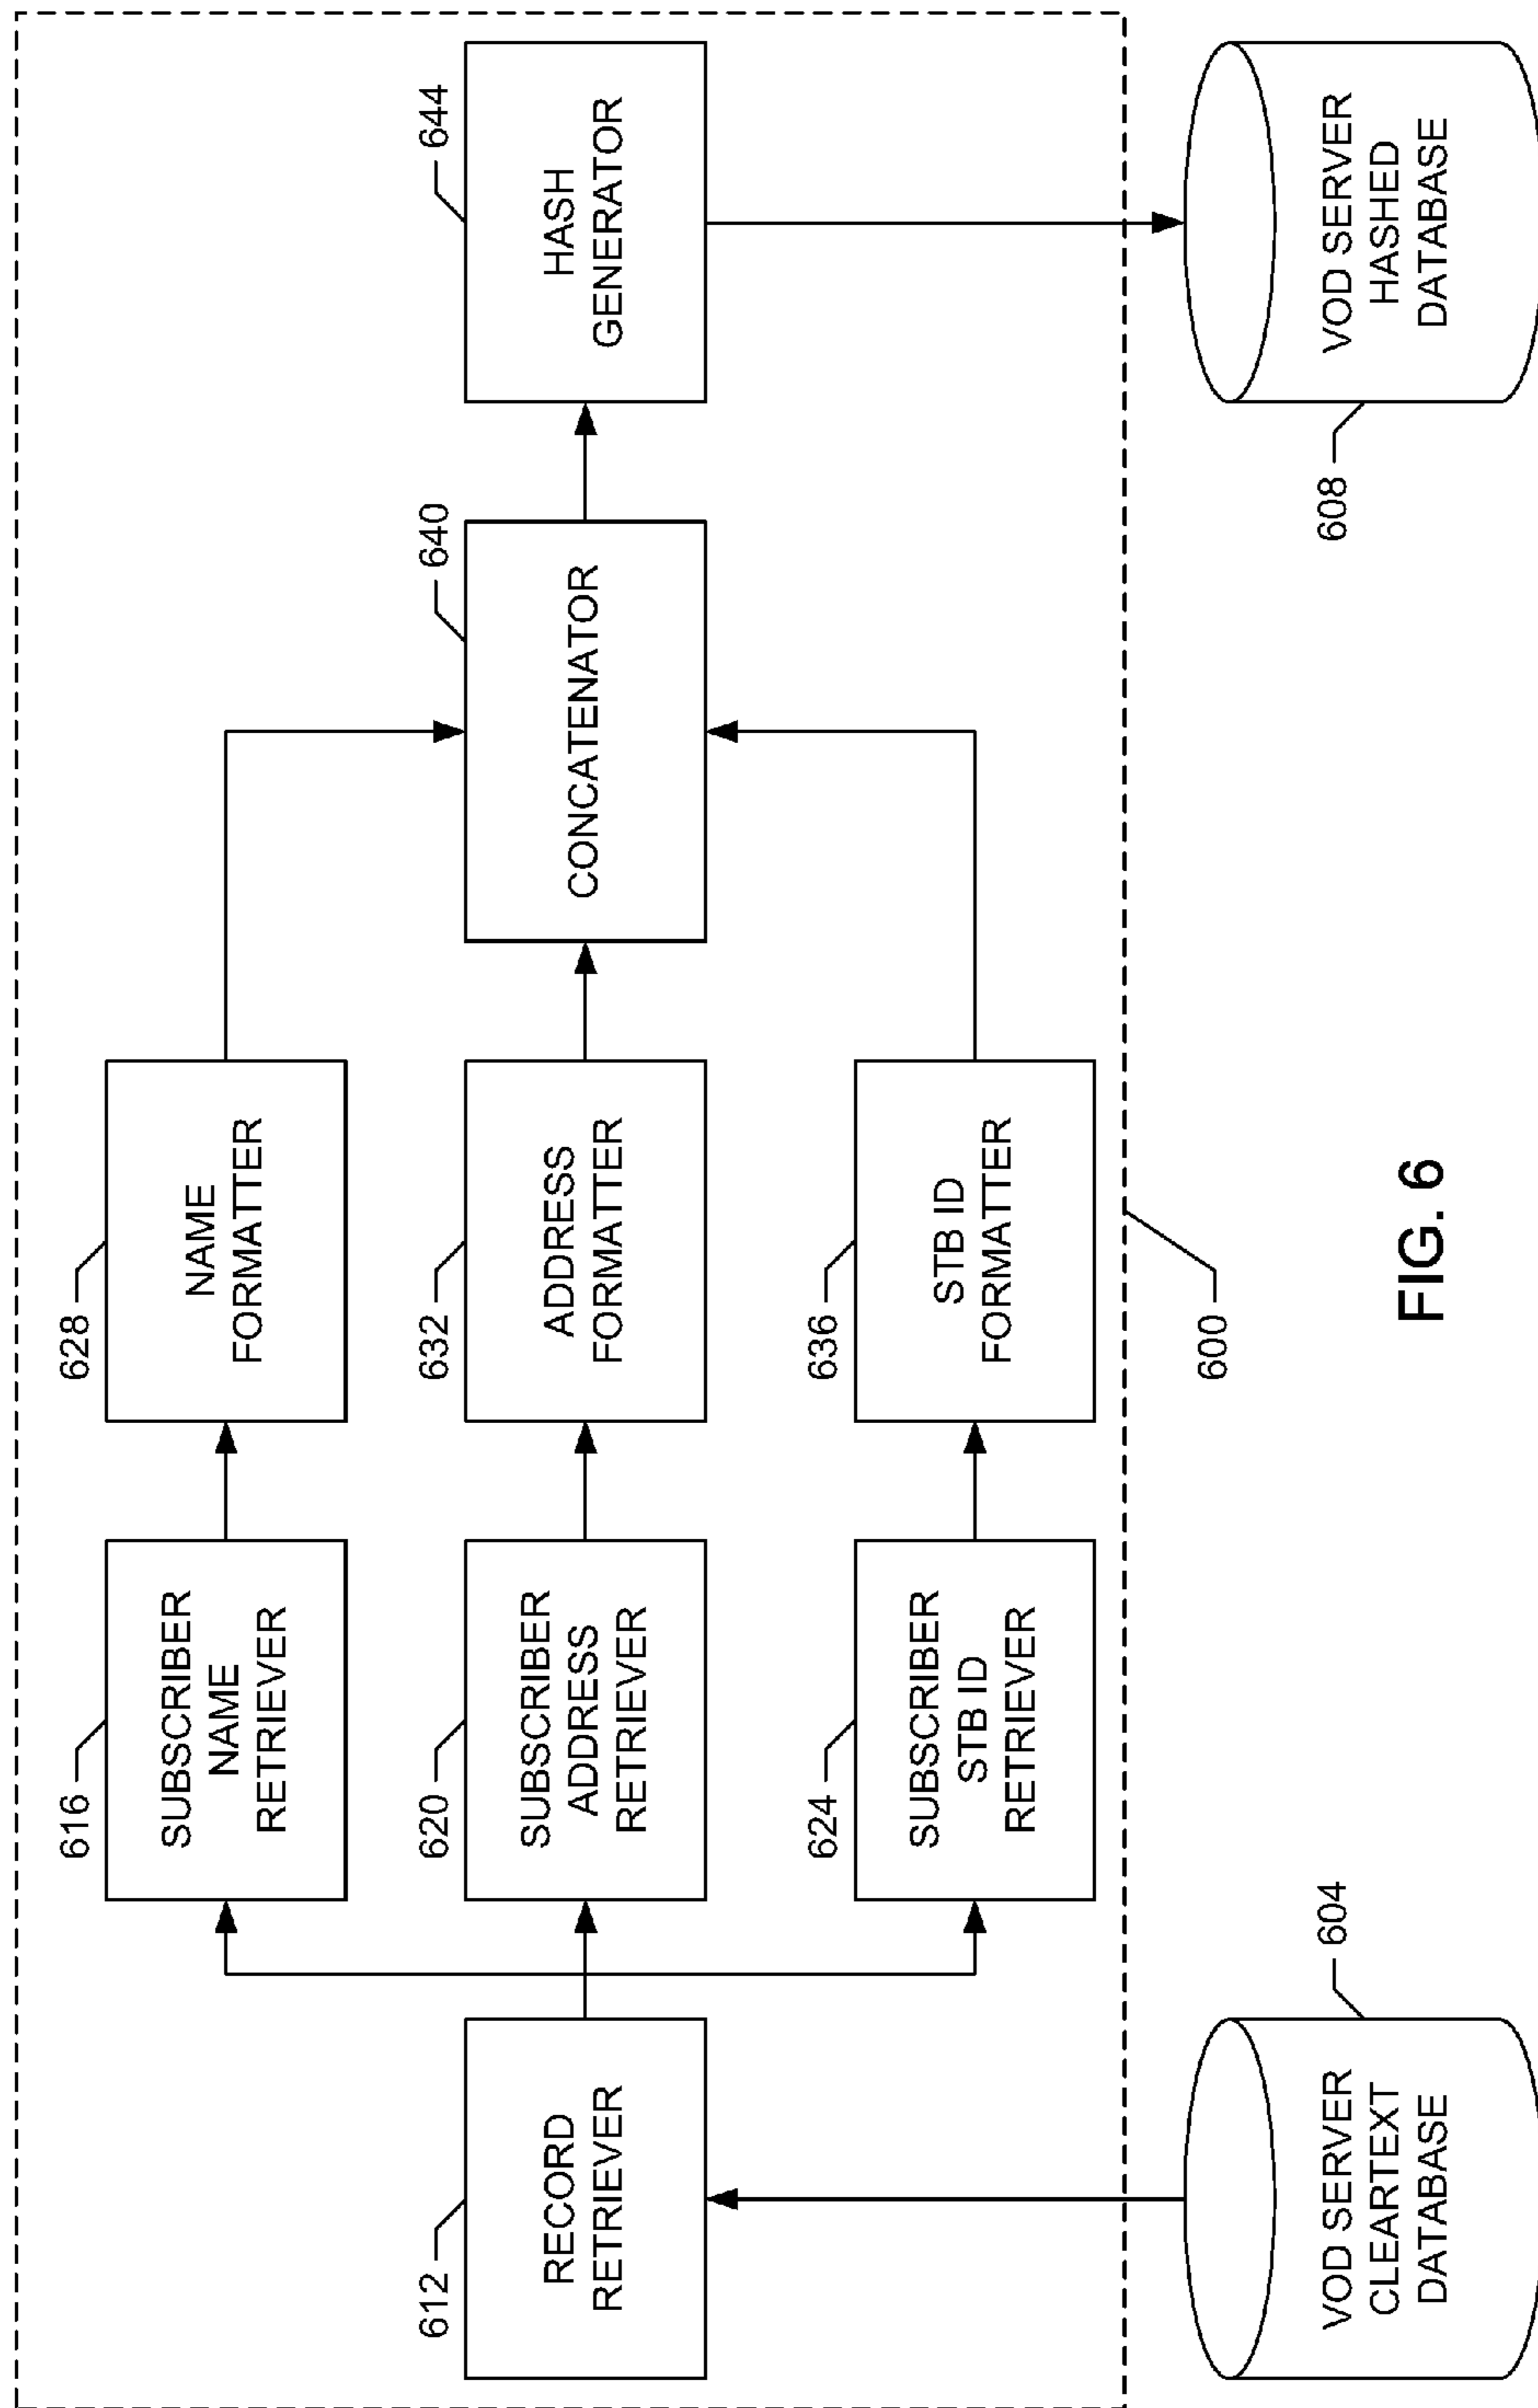 612
RECORD
RETRIEVER
616
SUBSCRIBER
NAME
RETRIEVER
620
SUBSCRIBER
ADDRESS
RETRIEVER
624
SUBSCRIBER
STB ID
RETRIEVER
628
NAME
FORMATTER
632
ADDRESS
FORMATTER
636
STB ID
FORMATTER
640
CONCATENATOR
644
HASH
GENERATOR
600
604
VOD SERVER
CLEARTEXT
DATABASE
608
VOD SERVER
HASHED
DATABASE
FIG. 6